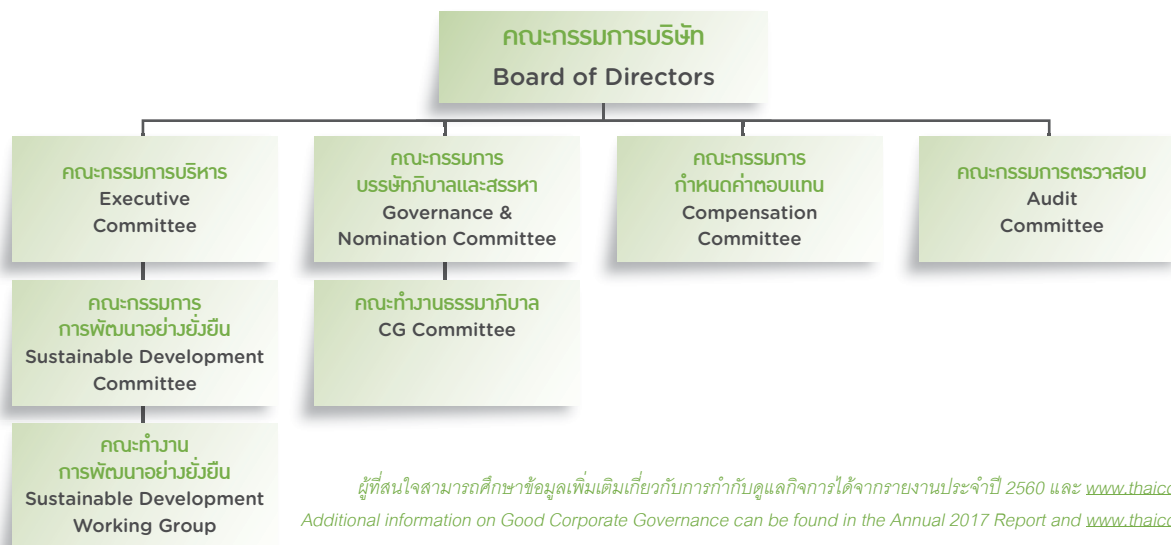 คณะกรรมการบริษัท
Board of Directors
คณะกรรมการบริหาร
Executive
Committee
คณะกรรมการ
บรรษัทภิบาลและสรรหา
Governance &
Nomination Committee
คณะกรรมการ
กำหนดค่าตอบแทน
Compensation
Committee
คณะกรรมการตรวจสอบ
Audit
Committee
คณะกรรมการ
การพัฒนาอย่างยั่งยืน
Sustainable Development
Committee
คณะทำงานธรรมาภิบาล
CG Committee
คณะทำงาน
การพัฒนาอย่างยั่งยืน
Sustainable Development
Working Group
ผู้ที่สนใจสามารถศึกษาข้อมูลเพิ่มเติมเกี่ยวกับการกำกับดูแลกิจการได้จากรายงานประจำปี 2560 และ www.thaico
Additional information on Good Corporate Governance can be found in the Annual 2017 Report and www.thaico